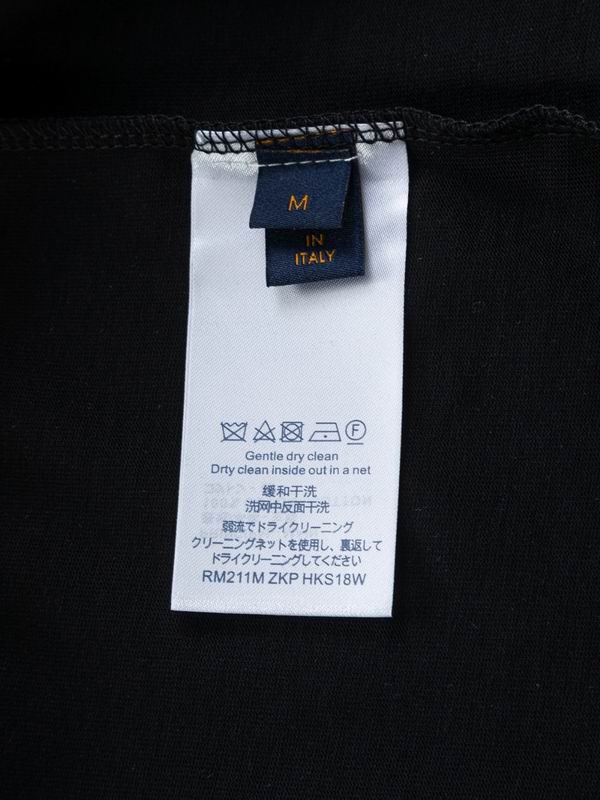 M
IN
ITALY
F
Gentle dry clean
Drty clean inside out in a net
缓和干洗
洗网中反面干洗
弱流でドライクリーニング
クリーニングネットを使用し、裏返して
ドライクリーニングしてください
RM211M ZKP HKS18W